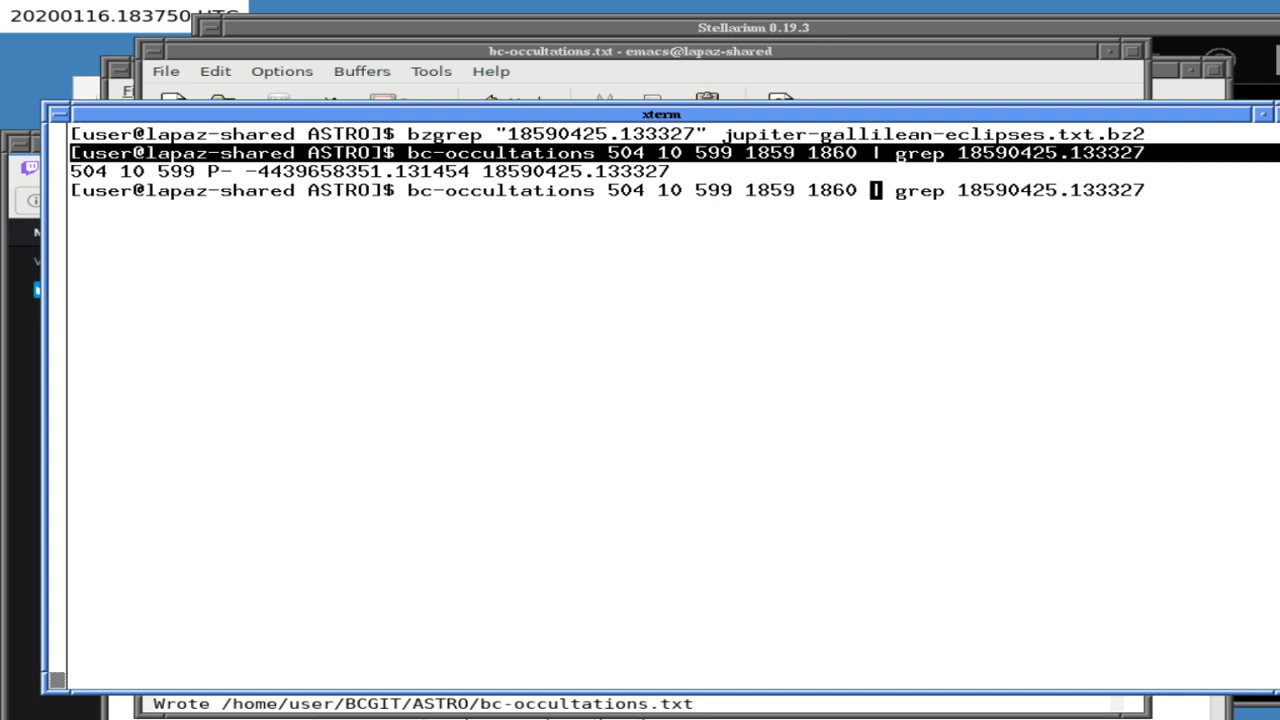 20200116.183750 UTC
Stellarium 0.19.3
bc-occultations.txt - emacs@lapaz-shared
File Edit Options Buffers Tools Help
xterm
[user@lapaz-shared ASTRO]$ bzgrep "18590425.133327" jupiter-gallilean-eclipses.txt.bz2
[user@lapaz-shared ASTRO]$ bc-occultations 504 10 599 1859 1860 | grep 18590425.133327
504 10 599 P- -4439658351.131454 18590425.133327
[user@lapaz-shared ASTRO]$ bc-occultations 504 10 599 1859 1860 | grep 18590425.133327
Wrote /home/user/BCGIT/ASTRO/bc-occultations.txt